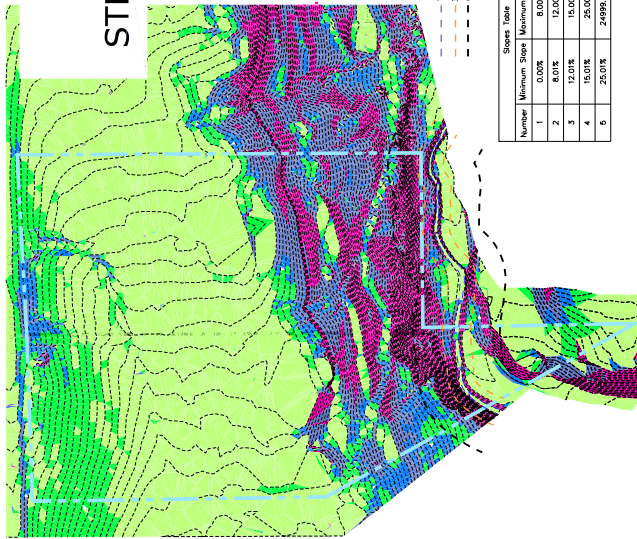 STE
Slopes Table
Number Minimum Slope Maximum
1 0.00% 8.00
2 8.01% 12.00
3 12.01% 15.00
4 15.01% 25.00
5 25.01% 24999.